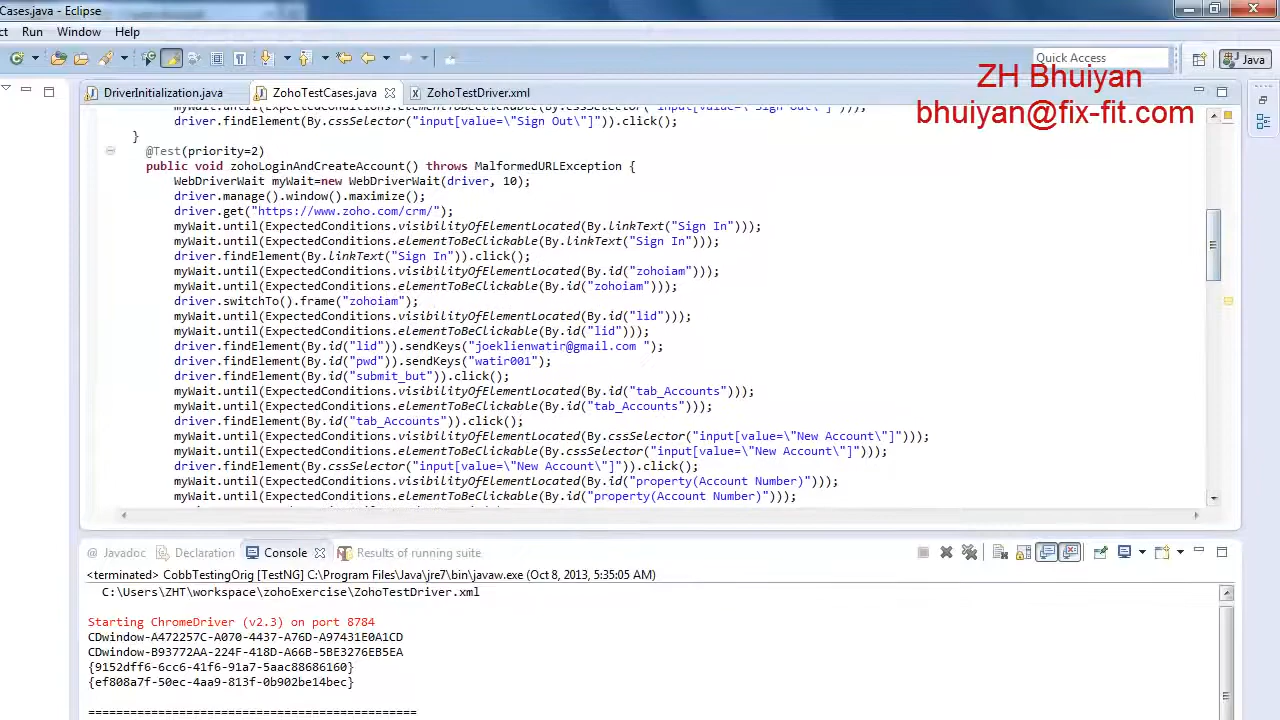 Cases.java - Eclipse
ct Run Window Help
Quick Access
Java
ZH Bhuiyan
bhuiyan@fix-fit.com
DriverInitialization.java ZohoTestCases.java ZohoTestDriver.xml
myWait.until(ExpectedConditions.elementToBeClickable(By.cssSelector("input[value=\"Sign Out\"]")));
driver.findElement(By.cssSelector("input[value=\"Sign Out\"]")).click();
}
@Test(priority=2)
public void zohoLoginAndCreateAccount() throws MalformedURLException {
WebDriverWait myWait=new WebDriverWait(driver, 10);
driver.manage().window().maximize();
driver.get("https://www.zoho.com/crm/");
myWait.until(ExpectedConditions.visibilityOfElementLocated(By.linkText("Sign In")));
myWait.until(ExpectedConditions.elementToBeClickable(By.linkText("Sign In")));
driver.findElement(By.linkText("Sign In")).click();
myWait.until(ExpectedConditions.visibilityOfElementLocated(By.id("zohoiam")));
myWait.until(ExpectedConditions.elementToBeClickable(By.id("zohoiam")));
driver.switchTo().frame("zohoiam");
myWait.until(ExpectedConditions.visibilityOfElementLocated(By.id("lid")));
myWait.until(ExpectedConditions.elementToBeClickable(By.id("lid")));
driver.findElement(By.id("lid")).sendKeys("joeklienwatir@gmail.com ");
driver.findElement(By.id("pwd")).sendKeys("watir001");
driver.findElement(By.id("submit_but")).click();
myWait.until(ExpectedConditions.visibilityOfElementLocated(By.id("tab_Accounts")));
myWait.until(ExpectedConditions.elementToBeClickable(By.id("tab_Accounts")));
driver.findElement(By.id("tab_Accounts")).click();
myWait.until(ExpectedConditions.visibilityOfElementLocated(By.cssSelector("input[value=\"New Account\"]")));
myWait.until(ExpectedConditions.elementToBeClickable(By.cssSelector("input[value=\"New Account\"]")));
driver.findElement(By.cssSelector("input[value=\"New Account\"]")).click();
myWait.until(ExpectedConditions.visibilityOfElementLocated(By.id("property(Account Number)")));
myWait.until(ExpectedConditions.elementToBeClickable(By.id("property(Account Number)")));
@ Javadoc Declaration Console Results of running suite
<terminated> CobbTestingOrig [TestNG] C:\Program Files\Java\jre7\bin\javaw.exe (Oct 8, 2013, 5:35:05 AM)
C:\Users\ZHT\workspace\zohoExercise\ZohoTestDriver.xml
Starting ChromeDriver (v2.3) on port 8784
CDwindow-A472257C-A070-4437-A76D-A97431E0A1CD
CDwindow-B93772AA-224F-418D-A66B-5BE3276EB5EA
{9152dff6-6cc6-41f6-91a7-5aac88686160}
{ef808a7f-50ec-4aa9-813f-0b902be14bec}
===============================================